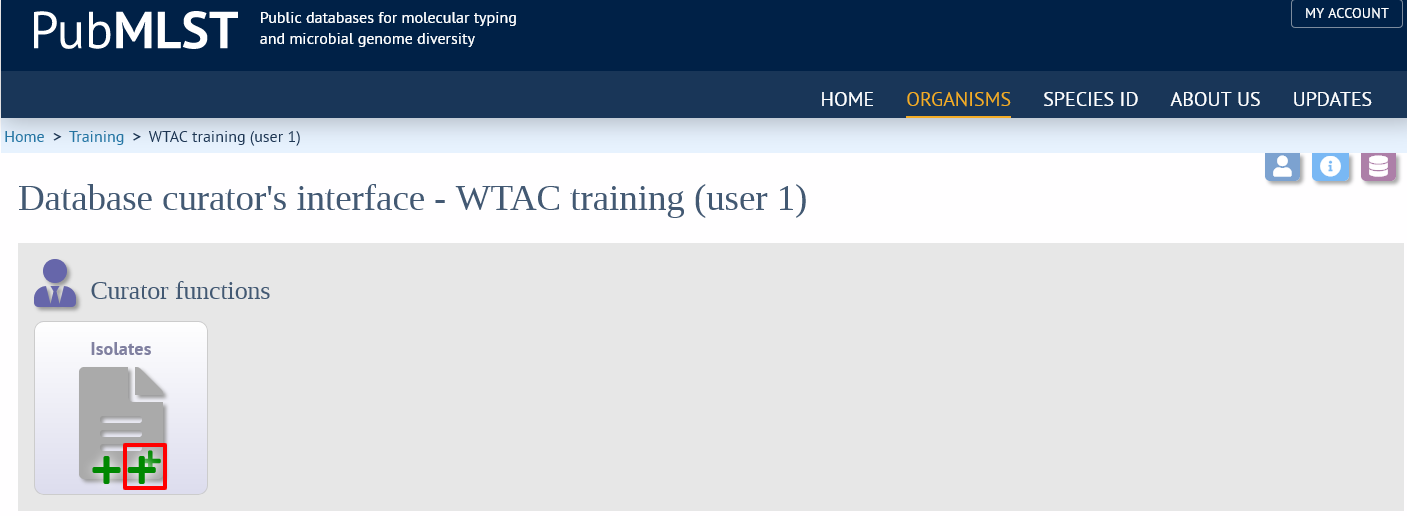 PubMLST
Public databases for molecular typing
and microbial genome diversity
MY ACCOUNT
HOME ORGANISMS SPECIES ID ABOUT US UPDATES
Home > Training > WTAC training (user 1)
Database curator's interface - WTAC training (user 1)
Curator functions
Isolates